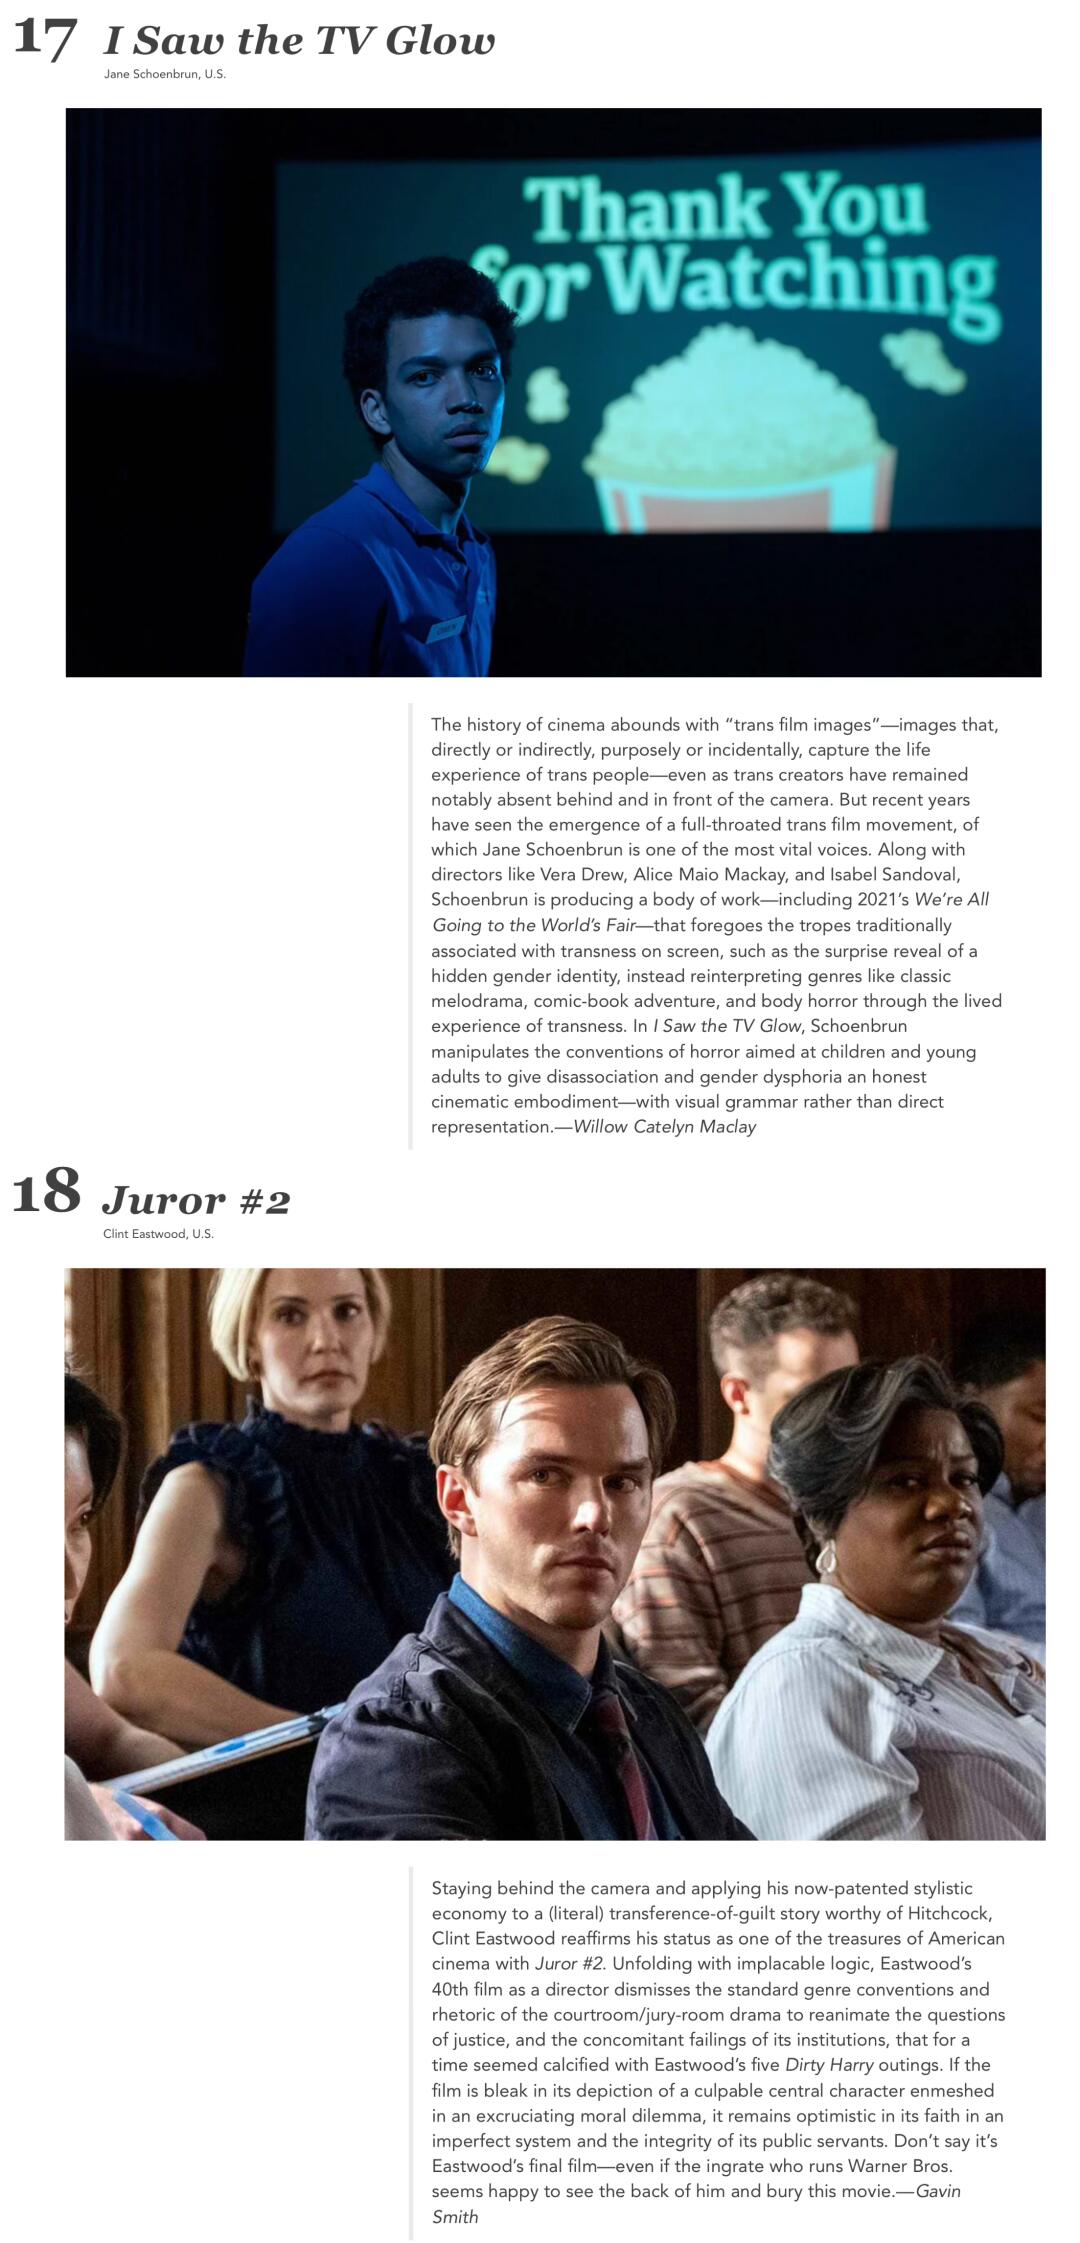 17 I Saw the TV Glow
Jane Schoenbrun, U.S.
Thank You
for Watching
OWEN
The history of cinema abounds with “trans film images”—images that,
directly or indirectly, purposely or incidentally, capture the life
experience of trans people—even as trans creators have remained
notably absent behind and in front of the camera. But recent years
have seen the emergence of a full-throated trans film movement, of
which Jane Schoenbrun is one of the most vital voices. Along with
directors like Vera Drew, Alice Maio Mackay, and Isabel Sandoval,
Schoenbrun is producing a body of work—including 2021’s We’re All
Going to the World’s Fair—that foregoes the tropes traditionally
associated with transness on screen, such as the surprise reveal of a
hidden gender identity, instead reinterpreting genres like classic
melodrama, comic-book adventure, and body horror through the lived
experience of transness. In I Saw the TV Glow, Schoenbrun
manipulates the conventions of horror aimed at children and young
adults to give disassociation and gender dysphoria an honest
cinematic embodiment—with visual grammar rather than direct
representation.—Willow Catelyn Maclay
18 Juror #2
Clint Eastwood, U.S.
Staying behind the camera and applying his now-patented stylistic
economy to a (literal) transference-of-guilt story worthy of Hitchcock,
Clint Eastwood reaffirms his status as one of the treasures of American
cinema with Juror #2. Unfolding with implacable logic, Eastwood’s
40th film as a director dismisses the standard genre conventions and
rhetoric of the courtroom/jury-room drama to reanimate the questions
of justice, and the concomitant failings of its institutions, that for a
time seemed calcified with Eastwood’s five Dirty Harry outings. If the
film is bleak in its depiction of a culpable central character enmeshed
in an excruciating moral dilemma, it remains optimistic in its faith in an
imperfect system and the integrity of its public servants. Don’t say it’s
Eastwood’s final film—even if the ingrate who runs Warner Bros.
seems happy to see the back of him and bury this movie.—Gavin
Smith